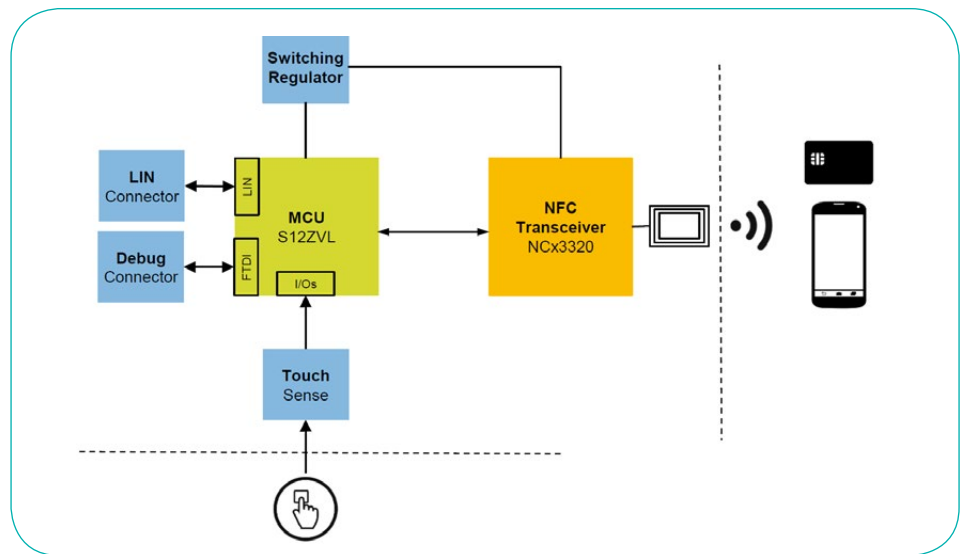 Switching
Regulator
LIN
Connector
LIN
MCU
S12ZVL
NFC
Transceiver
NCx3320
Debug
Connector
FTDI
I/Os
Touch
Sense